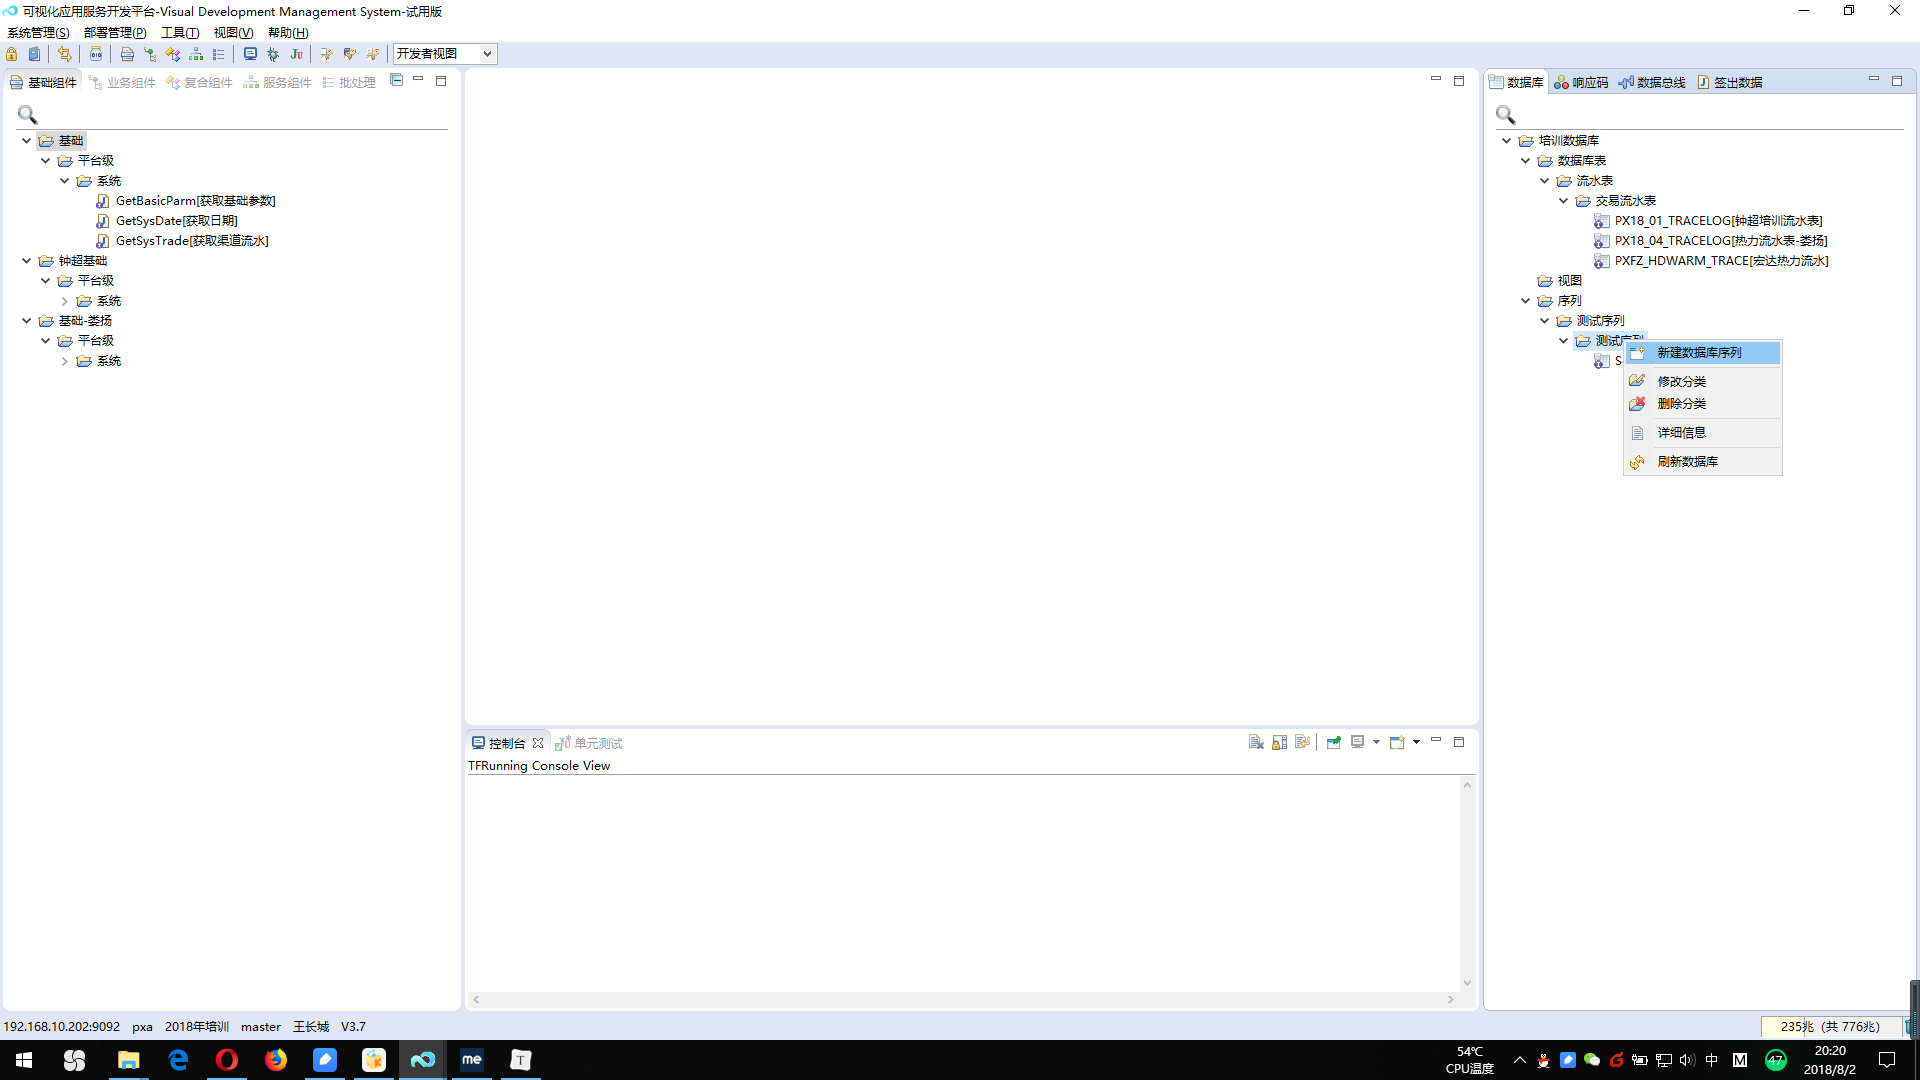 可视化应用服务开发平台-Visual Development Management System-试用版
系统管理(S) 部署管理(P) 工具(T) 视图(V) 帮助(H)
开发者视图
基础组件 业务组件 复合组件 服务组件 批处理
基础
平台级
系统
GetBasicParm[获取基础参数]
GetSysDate[获取日期]
GetSysTrade[获取渠道流水]
钟超基础
平台级
系统
基础-娄扬
平台级
系统
控制台 单元测试
TFRunning Console View
数据库 响应码 数据总线 签出数据
培训数据库
数据库表
流水表
交易流水表
PX18_01_TRACELOG[钟超培训流水表]
PX18_04_TRACELOG[热力流水表-娄扬]
PXFZ_HDWARM_TRACE[宏达热力流水]
视图
序列
测试序列
测试序列
S
新建数据库序列
修改分类
删除分类
详细信息
刷新数据库
192.168.10.202:9092 pxa 2018年培训 master 王长城 V3.7
235兆 (共 776兆)
me T
54℃
CPU温度
中 M 47
20:20
2018/8/2